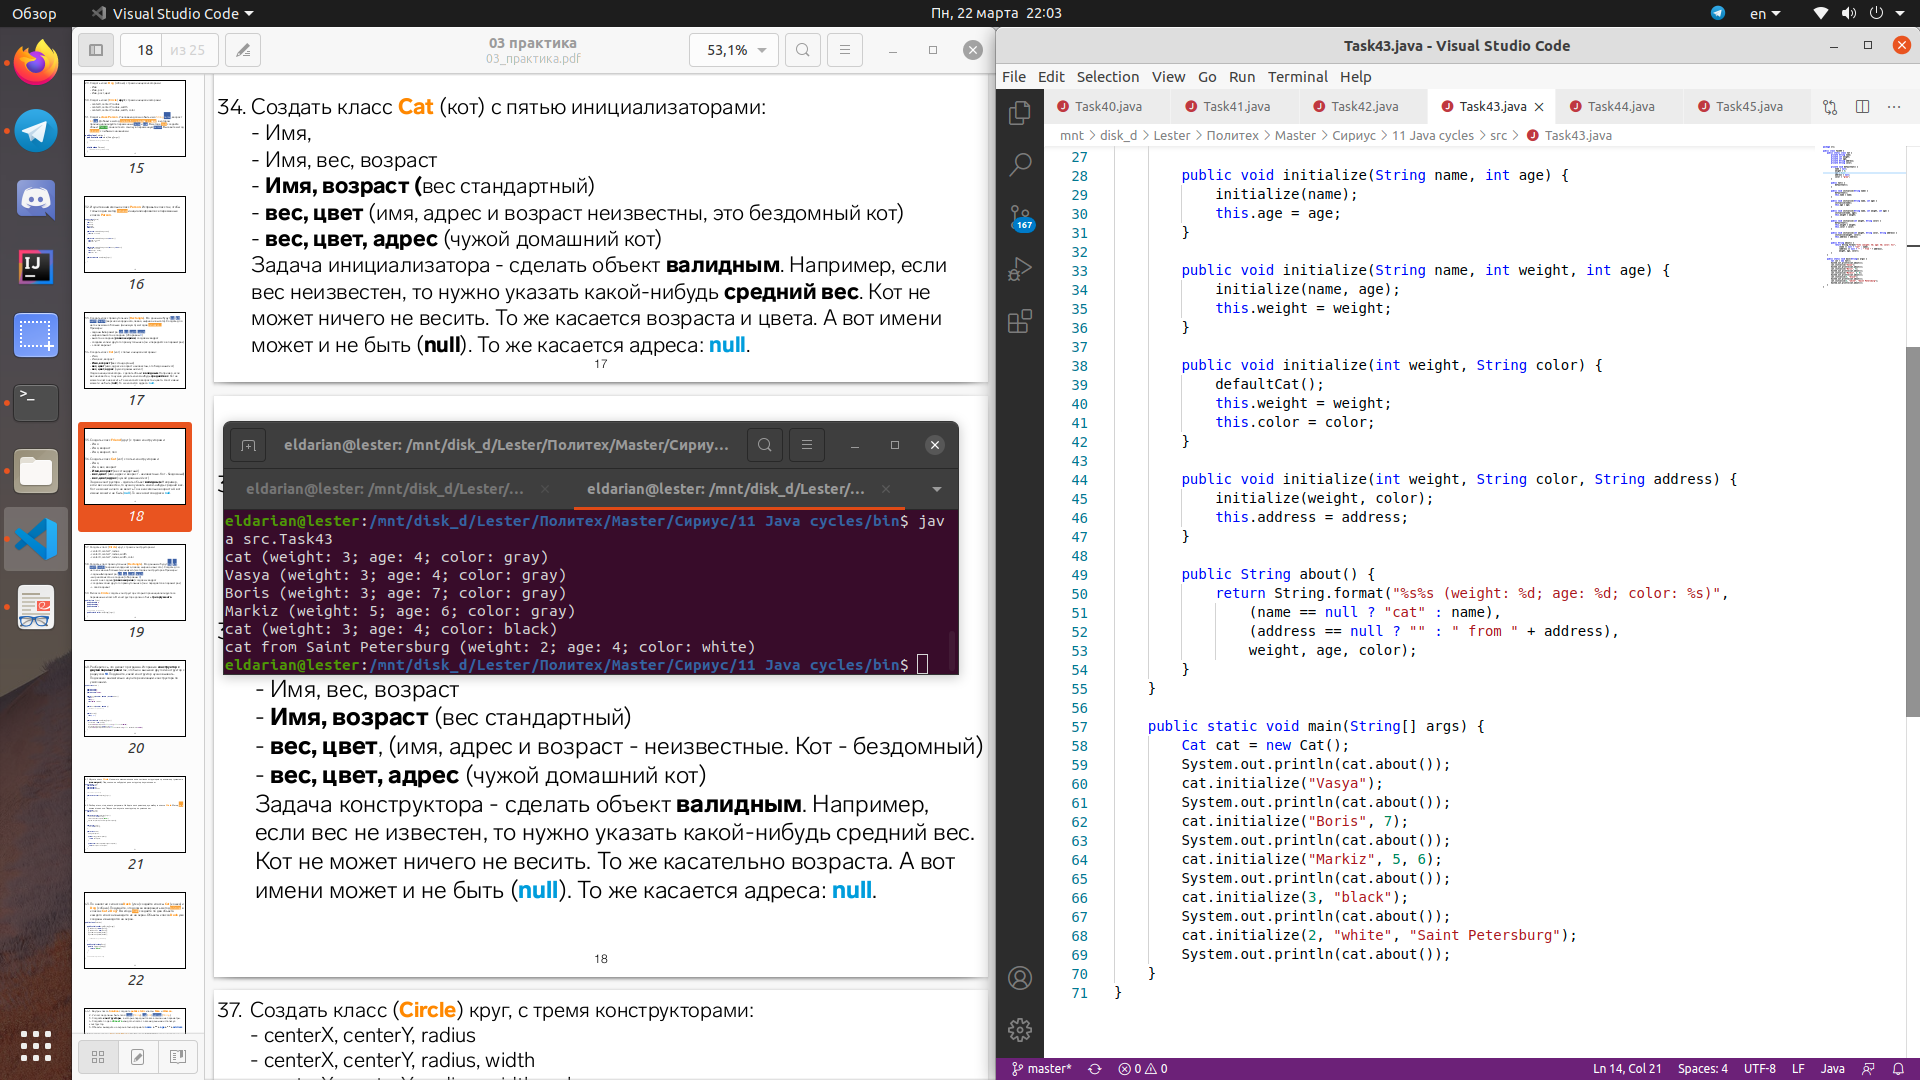 Обзор
Visual Studio Code
Пн, 22 марта 22:03
en
18
из 25
03 практика
03_практика.pdf
53,1%
15
16
17
18
19
20
21
22
34. Создать класс Cat (кот) с пятью инициализаторами:
- Имя,
- Имя, вес, возраст
- Имя, возраст (вес стандартный)
- вес, цвет (имя, адрес и возраст неизвестны, это бездомный кот)
- вес, цвет, адрес (чужой домашний кот)
Задача инициализатора - сделать объект валидным. Например, если
вес неизвестен, то нужно указать какой-нибудь средний вес. Кот не
может ничего не весить. То же касается возраста и цвета. А вот имени
может и не быть (null). То же касается адреса: null.
17
eldarian@lester: /mnt/disk_d/Lester/Политех/Master/Сириу...
eldarian@lester: /mnt/disk_d/Lester/...
eldarian@lester: /mnt/disk_d/Lester/...
eldarian@lester:/mnt/disk_d/Lester/Политех/Master/Сириус/11 Java cycles/bin$ jav
a src.Task43
cat (weight: 3; age: 4; color: gray)
Vasya (weight: 3; age: 4; color: gray)
Boris (weight: 3; age: 7; color: gray)
Markiz (weight: 5; age: 6; color: gray)
cat (weight: 3; age: 4; color: black)
cat from Saint Petersburg (weight: 2; age: 4; color: white)
eldarian@lester:/mnt/disk_d/Lester/Политех/Master/Сириус/11 Java cycles/bin$
- Имя, вес, возраст
- Имя, возраст (вес стандартный)
- вес, цвет, (имя, адрес и возраст - неизвестные. Кот - бездомный)
- вес, цвет, адрес (чужой домашний кот)
Задача конструктора - сделать объект валидным. Например,
если вес не известен, то нужно указать какой-нибудь средний вес.
Кот не может ничего не весить. То же касательно возраста. А вот
имени может и не быть (null). То же касается адреса: null.
18
37. Создать класс (Circle) круг, с тремя конструкторами:
- centerX, centerY, radius
- centerX, centerY, radius, width
Task43.java - Visual Studio Code
File Edit Selection View Go Run Terminal Help
Task40.java
Task41.java
Task42.java
Task43.java
Task44.java
Task45.java
mnt > disk_d > Lester > Политех > Master > Сириус > 11 Java cycles > src > Task43.java
167
27
28 public void initialize(String name, int age) {
29 initialize(name);
30 this.age = age;
31 }
32
33 public void initialize(String name, int weight, int age) {
34 initialize(name, age);
35 this.weight = weight;
36 }
37
38 public void initialize(int weight, String color) {
39 defaultCat();
40 this.weight = weight;
41 this.color = color;
42 }
43
44 public void initialize(int weight, String color, String address) {
45 initialize(weight, color);
46 this.address = address;
47 }
48
49 public String about() {
50 return String.format("%s%s (weight: %d; age: %d; color: %s)",
51 (name == null ? "cat" : name),
52 (address == null ? "" : " from " + address),
53 weight, age, color);
54 }
55 }
56
57 public static void main(String[] args) {
58 Cat cat = new Cat();
59 System.out.println(cat.about());
60 cat.initialize("Vasya");
61 System.out.println(cat.about());
62 cat.initialize("Boris", 7);
63 System.out.println(cat.about());
64 cat.initialize("Markiz", 5, 6);
65 System.out.println(cat.about());
66 cat.initialize(3, "black");
67 System.out.println(cat.about());
68 cat.initialize(2, "white", "Saint Petersburg");
69 System.out.println(cat.about());
70 }
71 }
master*
0
0
Ln 14, Col 21
Spaces: 4
UTF-8
LF
Java